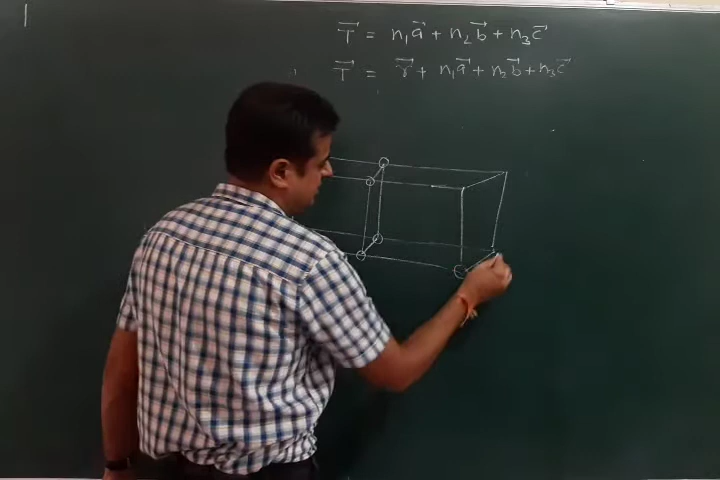 T⃗ = n₁a⃗ + n₂b⃗ + n₃c⃗
T⃗ = r⃗ + n₁a⃗ + n₂b⃗ + n₃c⃗